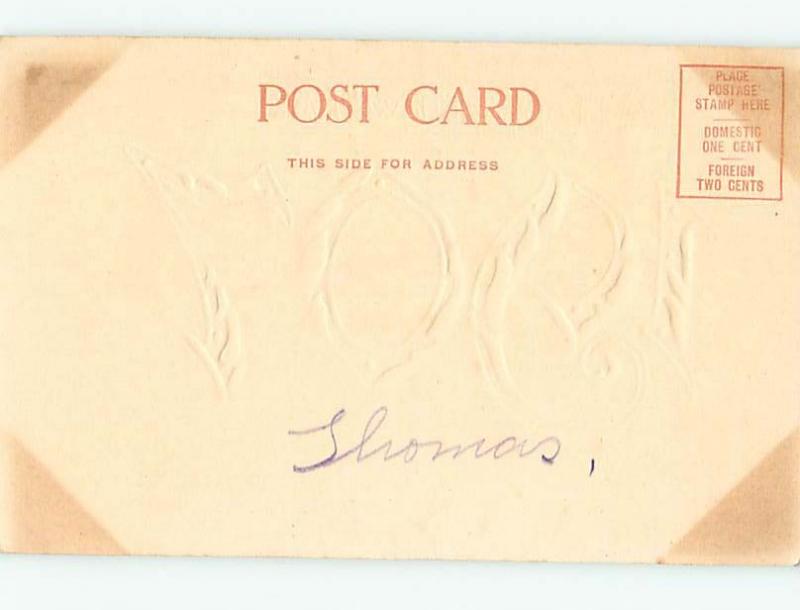 POST CARD
THIS SIDE FOR ADDRESS
PLACE
POSTAGE
STAMP HERE
DOMESTIC
ONE CENT
FOREIGN
TWO CENTS
Thomas,